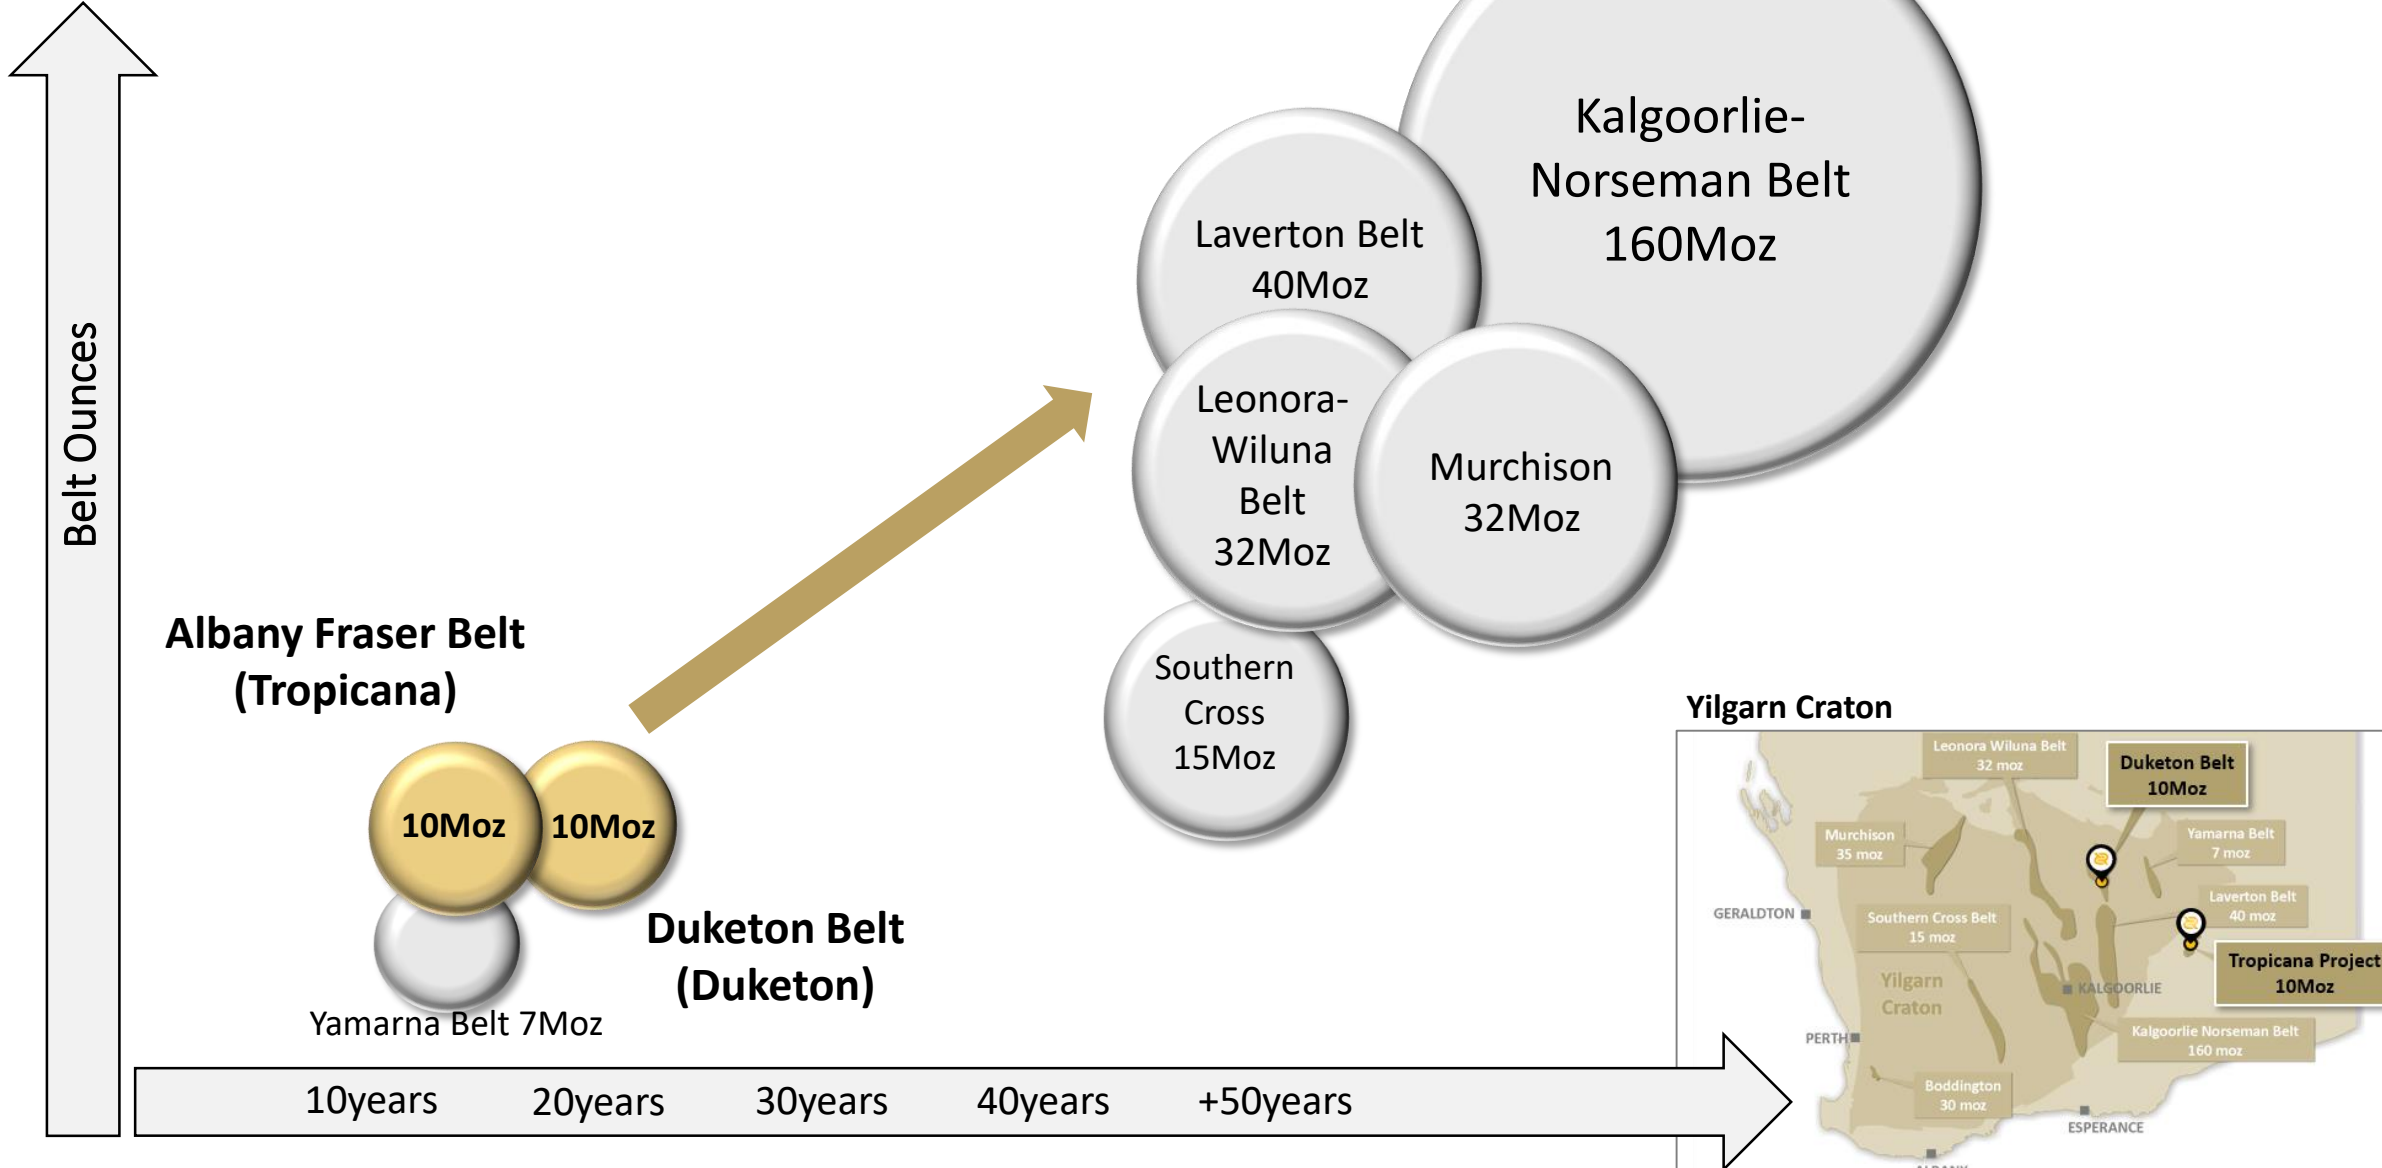 Belt Ounces
Kalgoorlie-
Norseman Belt
160Moz
Laverton Belt
40Moz
Leonora-
Wiluna
Belt
32Moz
Murchison
32Moz
Southern
Cross
15Moz
Albany Fraser Belt
(Tropicana)
10Moz
10Moz
Duketon Belt
(Duketon)
Yamarna Belt 7Moz
10years
20years
30years
40years
+50years
Yilgarn Craton
Leonora Wiluna Belt
32 moz
Duketon Belt
10Moz
Murchison
35 moz
Yamarna Belt
7 moz
Laverton Belt
40 moz
GERALDTON
Southern Cross Belt
15 moz
Tropicana Project
10Moz
Yilgarn
Craton
KALGOORLIE
PERTH
Kalgoorlie Norseman Belt
160 moz
Boddington
30 moz
ESPERANCE